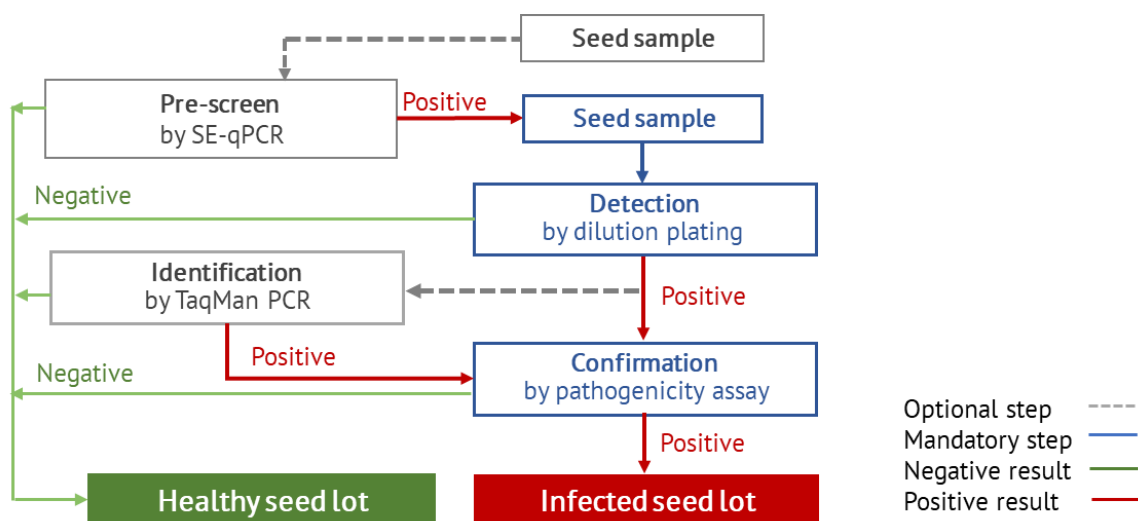 Seed sample
Pre-screen
by SE-qPCR
Positive
Seed sample
Negative
Detection
by dilution plating
Identification
by TaqMan PCR
Positive
Positive
Negative
Confirmation
by pathogenicity assay
Positive
Healthy seed lot
Infected seed lot
Optional step
Mandatory step
Negative result
Positive result